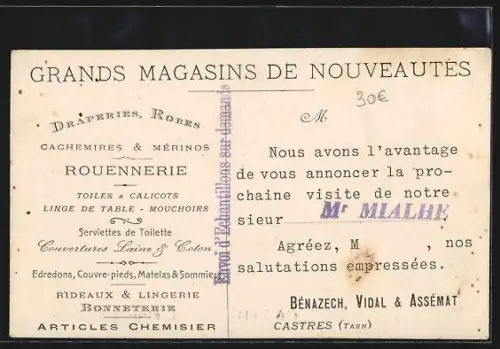 GRANDS MAGASINS DE NOUVEAUTÉS
DRAPERIES, ROBES
CACHEMIRES & MÉRINOS
ROUENNERIE
TOILES & CALICOTS
LINGE DE TABLE - MOUCHOIRS
Serviettes de Toilette
Couvertures Laine & Coton
Edredons, Couvre-pieds, Matelas & Sommiers
RIDEAUX & LINGERIE
BONNETERIE
ARTICLES CHEMISIER
Envoi d'Echantillons sur demande
30€
M
Nous avons l'avantage
de vous annoncer la pro-
chaine visite de notre
sieur Mr MIALHE
Agréez, M , nos
salutations empressées.
BÉNAZECH, VIDAL & ASSÉMAT
CASTRES (TARN)